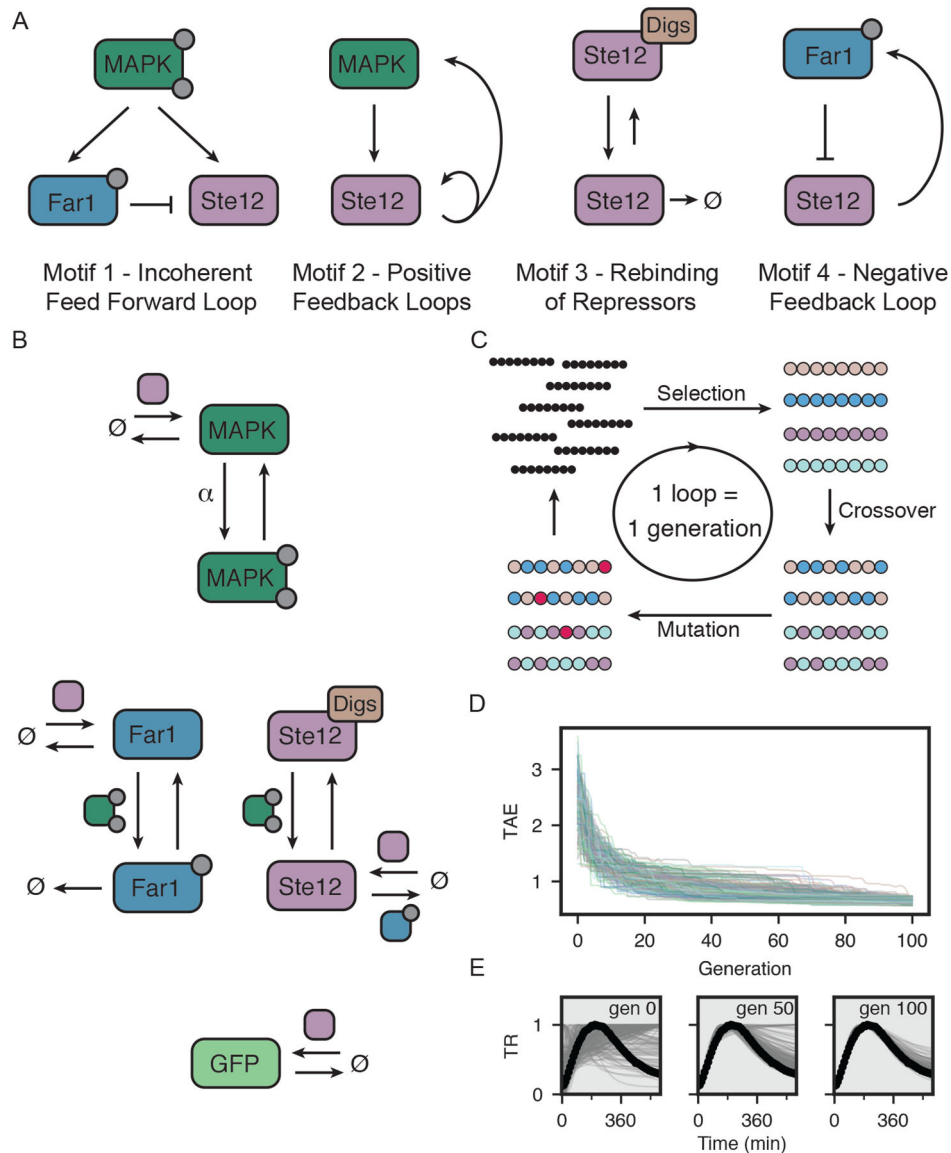 A
MAPK
Far1
Ste12
Motif 1 - Incoherent
Feed Forward Loop
MAPK
Ste12
Motif 2 - Positive
Feedback Loops
Digs
Ste12
Ste12
Ø
Motif 3 - Rebinding
of Repressors
Far1
Ste12
Motif 4 - Negative
Feedback Loop
B
Ø
MAPK
α
MAPK
Ø
Far1
Ø
Far1
Digs
Ste12
Ste12
Ø
GFP
Ø
C
Selection
1 loop =
1 generation
Crossover
Mutation
D
TAE
3
2
1
0 20 40 60 80 100
Generation
E
TR
1
0
gen 0
gen 50
gen 100
0 360 0 360 0 360
Time (min)